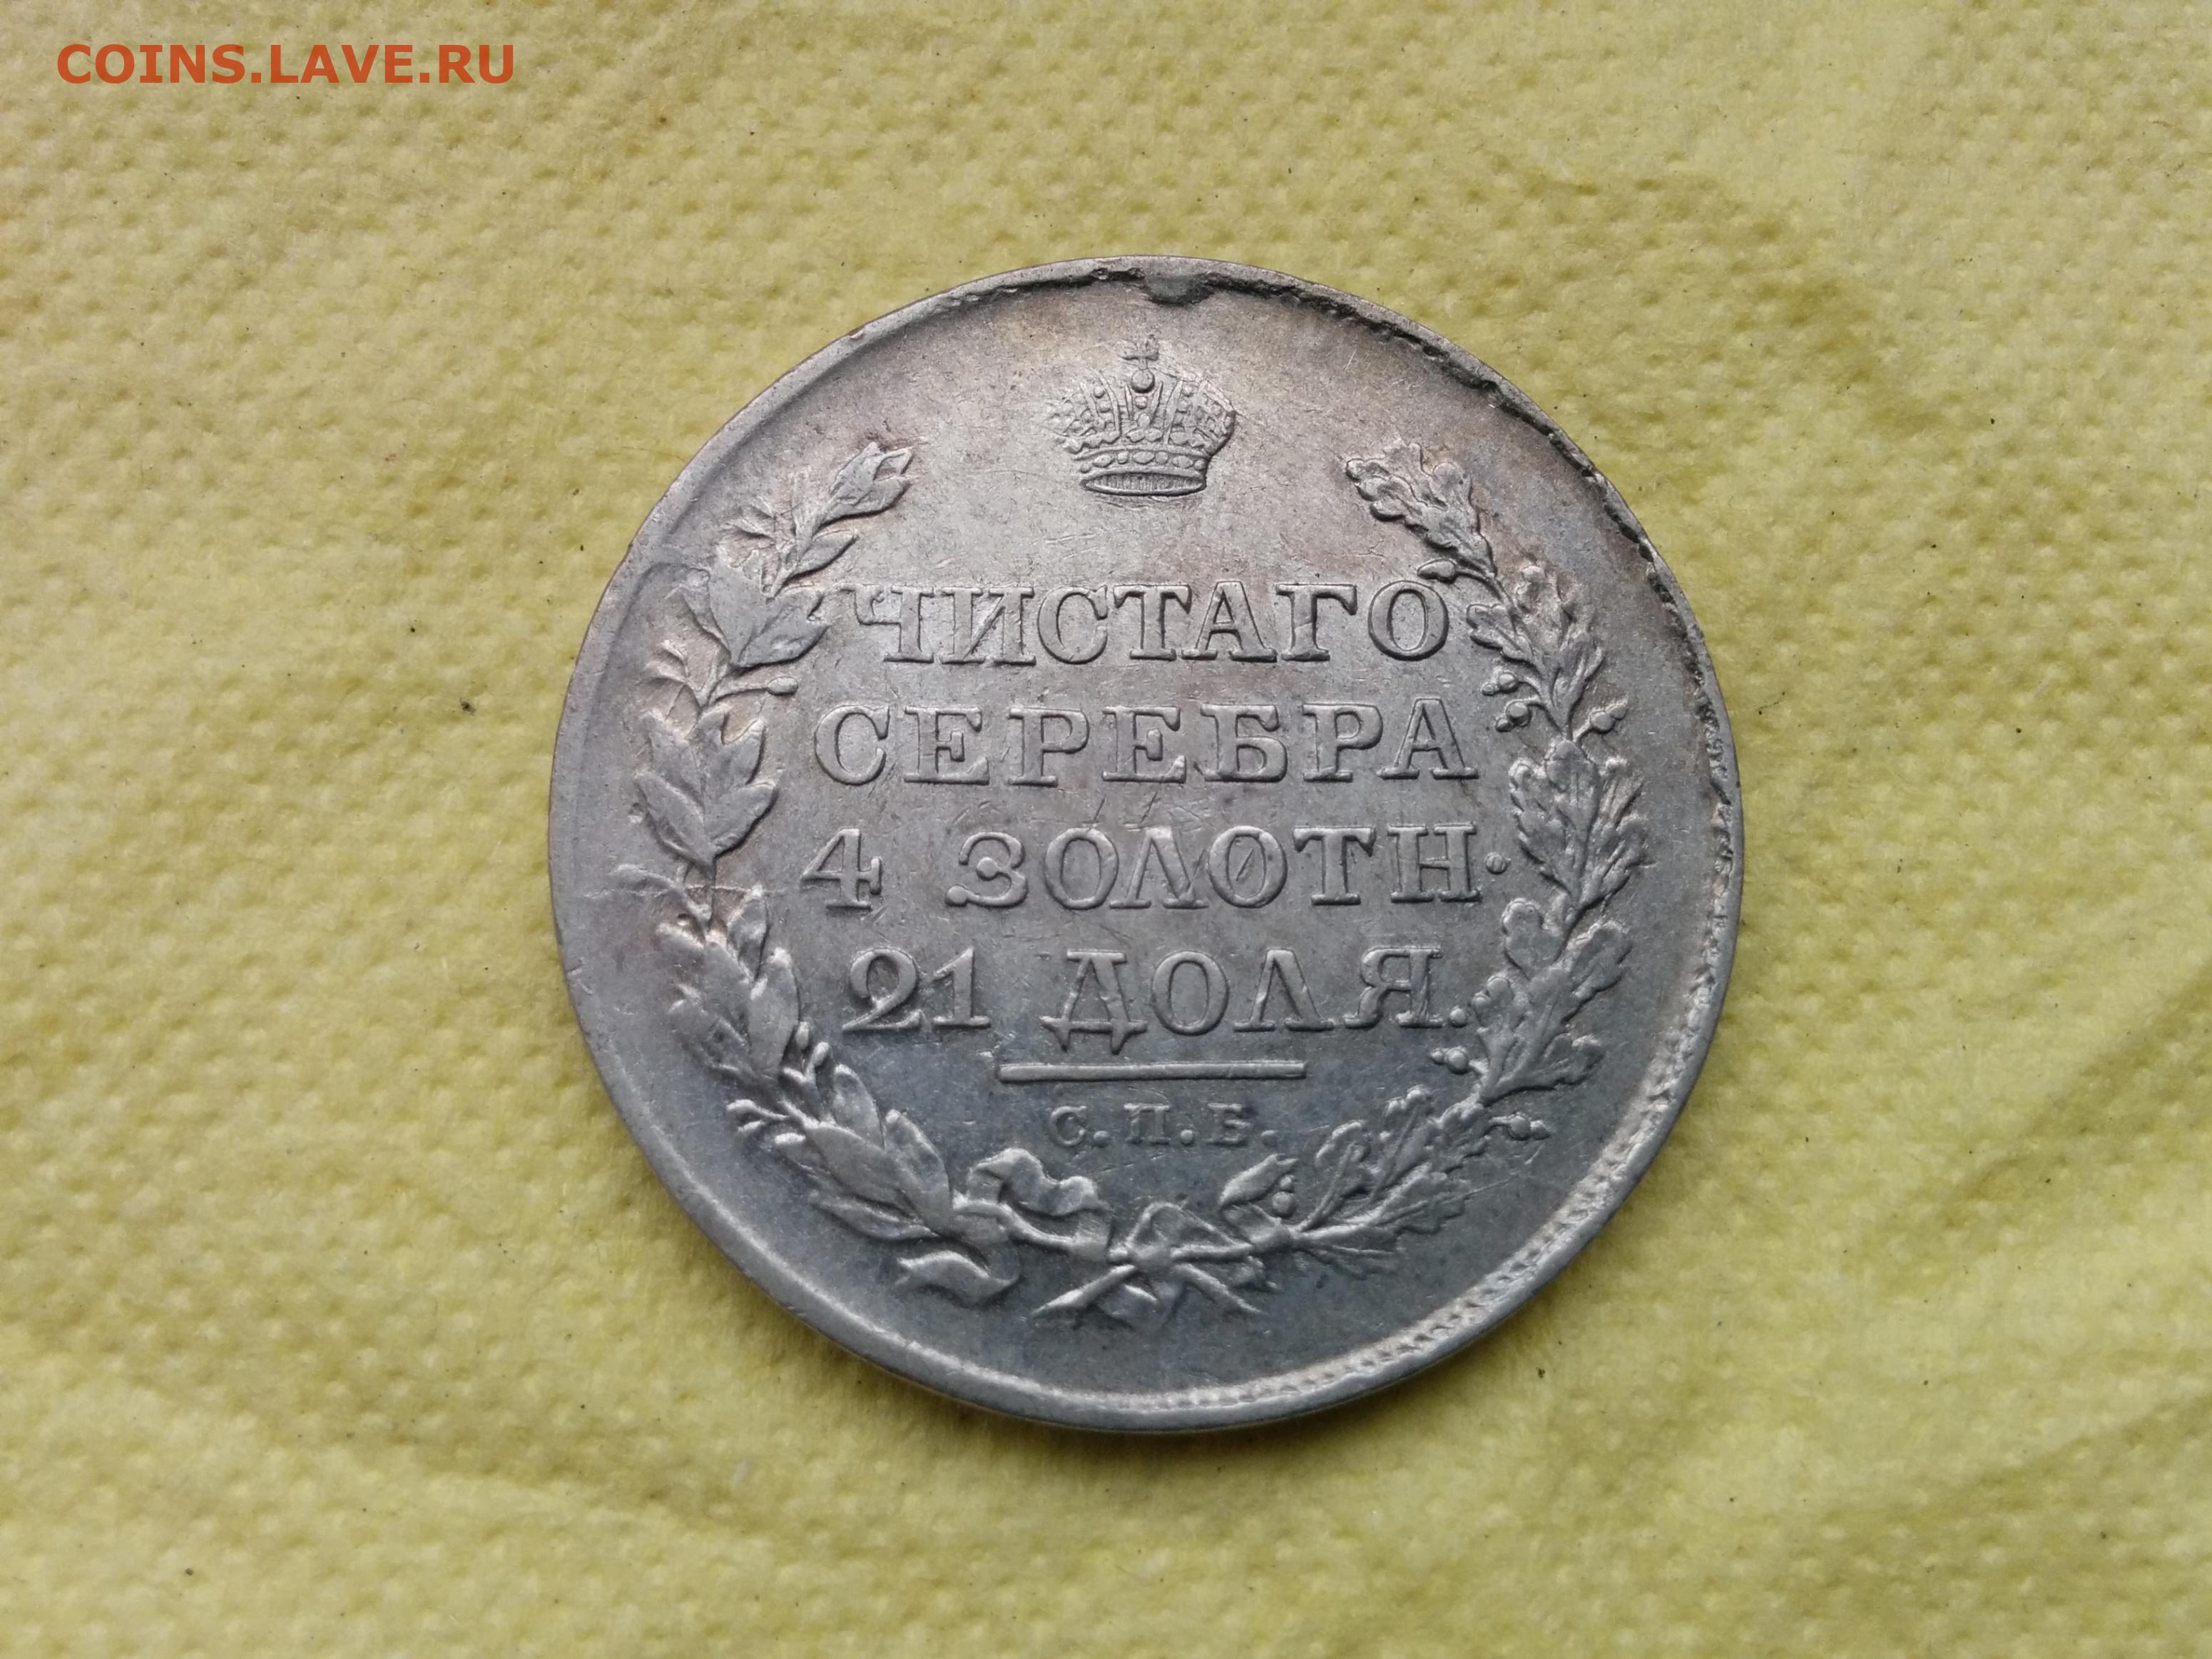 COINS.LAVE.RU
ЧИСТАГО
СЕРЕБРА
4 ЗОЛОТН.
21 ДОЛЯ.
С.П.Б.